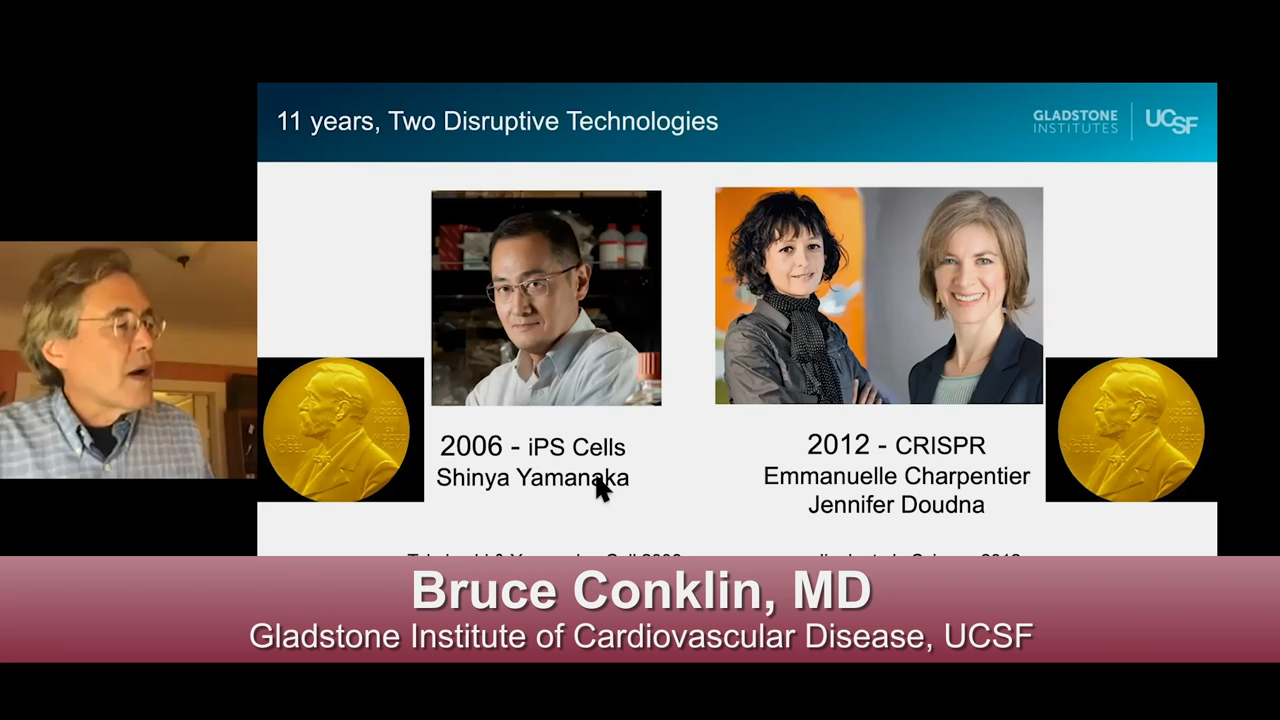 11 years, Two Disruptive Technologies
GLADSTONE
INSTITUTES
UCSF
2006 - iPS Cells
Shinya Yamanaka
2012 - CRISPR
Emmanuelle Charpentier
Jennifer Doudna
Bruce Conklin, MD
Gladstone Institute of Cardiovascular Disease, UCSF